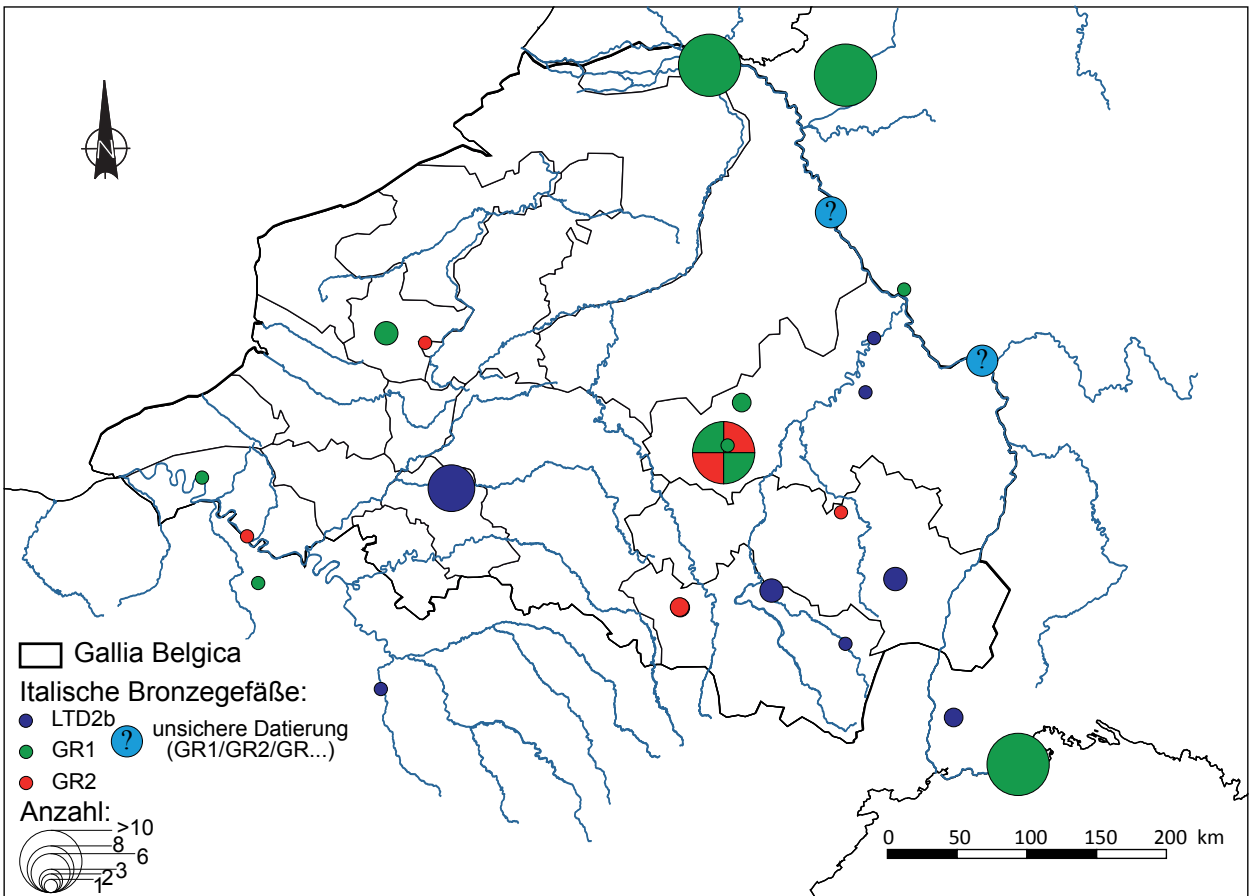 N
?
?
Gallia Belgica
Italische Bronzegefäße:
LTD2b
GR1
GR2
? unsichere Datierung
(GR1/GR2/GR...)
Anzahl:
>10
8
6
3
2
1
0 50 100 150 200 km